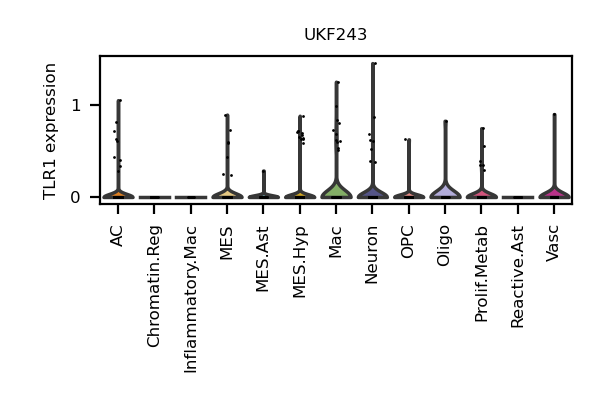 UKF243
TLR1 expression
1
0
AC
Chromatin.Reg
Inflammatory.Mac
MES
MES.Ast
MES.Hyp
Mac
Neuron
OPC
Oligo
Prolif.Metab
Reactive.Ast
Vasc